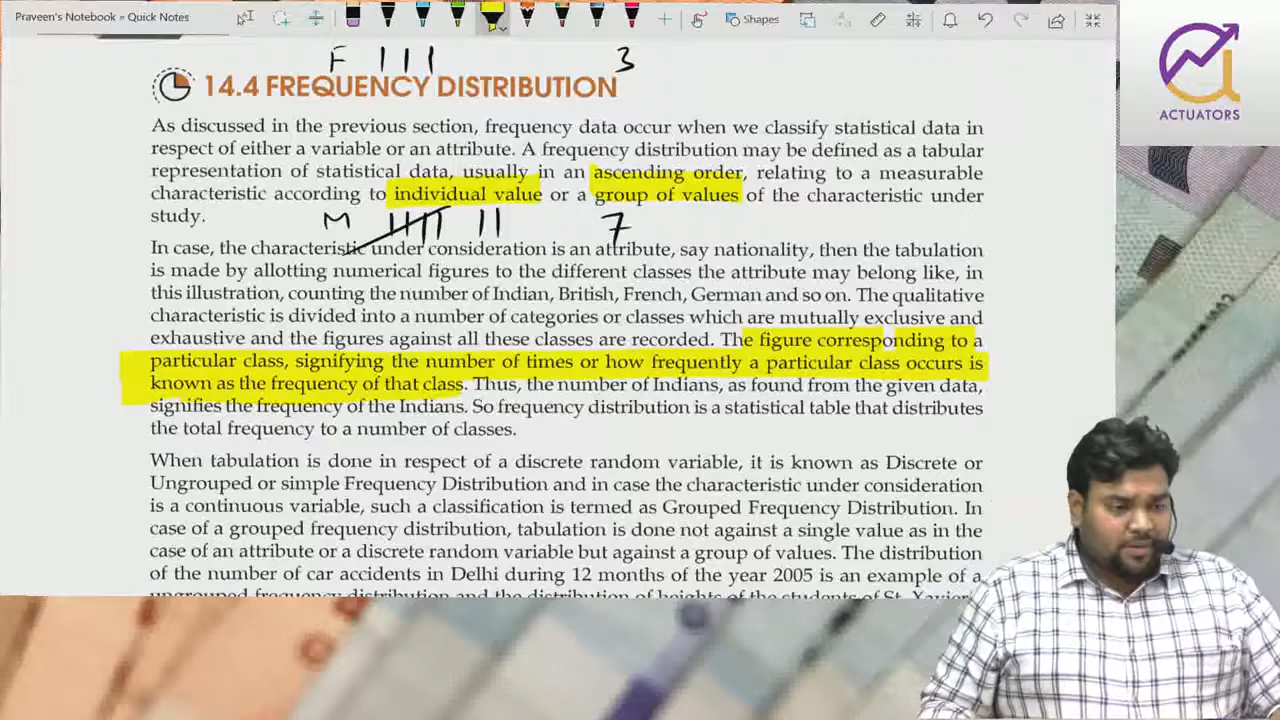 Praveen's Notebook » Quick Notes
Shapes
F ||| 3
14.4 FREQUENCY DISTRIBUTION
ACTUATORS
As discussed in the previous section, frequency data occur when we classify statistical data in
respect of either a variable or an attribute. A frequency distribution may be defined as a tabular
representation of statistical data, usually in an ascending order, relating to a measurable
characteristic according to individual value or a group of values of the characteristic under
study.
M |||| || 7
In case, the characteristic under consideration is an attribute, say nationality, then the tabulation
is made by allotting numerical figures to the different classes the attribute may belong like, in
this illustration, counting the number of Indian, British, French, German and so on. The qualitative
characteristic is divided into a number of categories or classes which are mutually exclusive and
exhaustive and the figures against all these classes are recorded. The figure corresponding to a
particular class, signifying the number of times or how frequently a particular class occurs is
known as the frequency of that class. Thus, the number of Indians, as found from the given data,
signifies the frequency of the Indians. So frequency distribution is a statistical table that distributes
the total frequency to a number of classes.
When tabulation is done in respect of a discrete random variable, it is known as Discrete or
Ungrouped or simple Frequency Distribution and in case the characteristic under consideration
is a continuous variable, such a classification is termed as Grouped Frequency Distribution. In
case of a grouped frequency distribution, tabulation is done not against a single value as in the
case of an attribute or a discrete random variable but against a group of values. The distribution
of the number of car accidents in Delhi during 12 months of the year 2005 is an example of a
ungrouped frequency distribution and the distribution of heights of the students of St. Xavier's